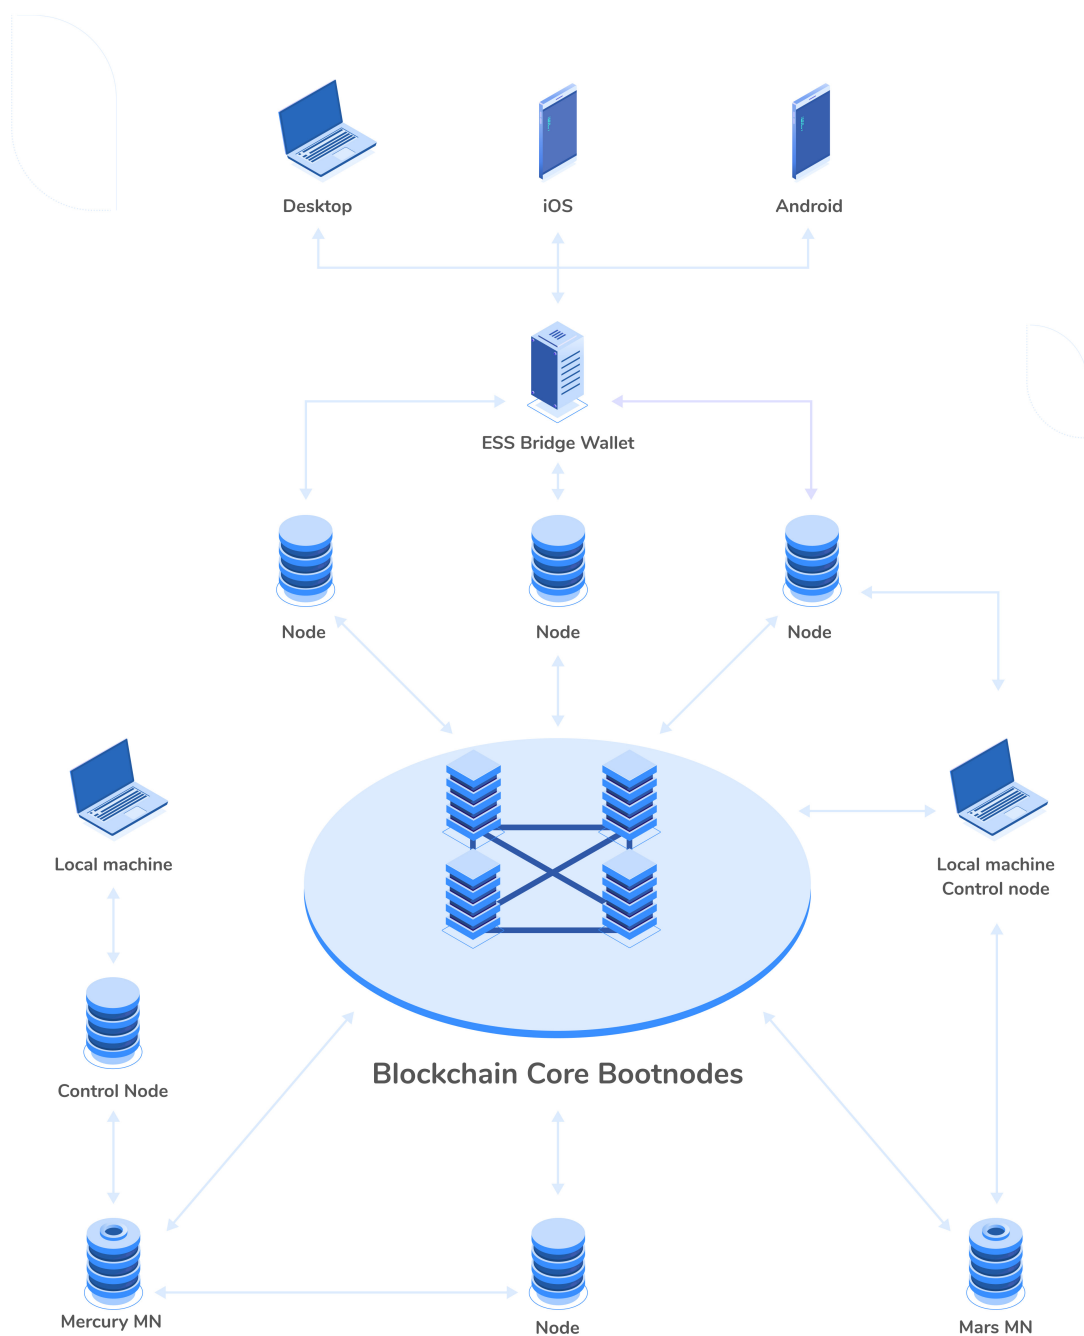 Desktop
iOS
Android
ESS Bridge Wallet
Node
Node
Node
Local machine
Local machine
Control node
Control Node
Blockchain Core Bootnodes
Mercury MN
Node
Mars MN